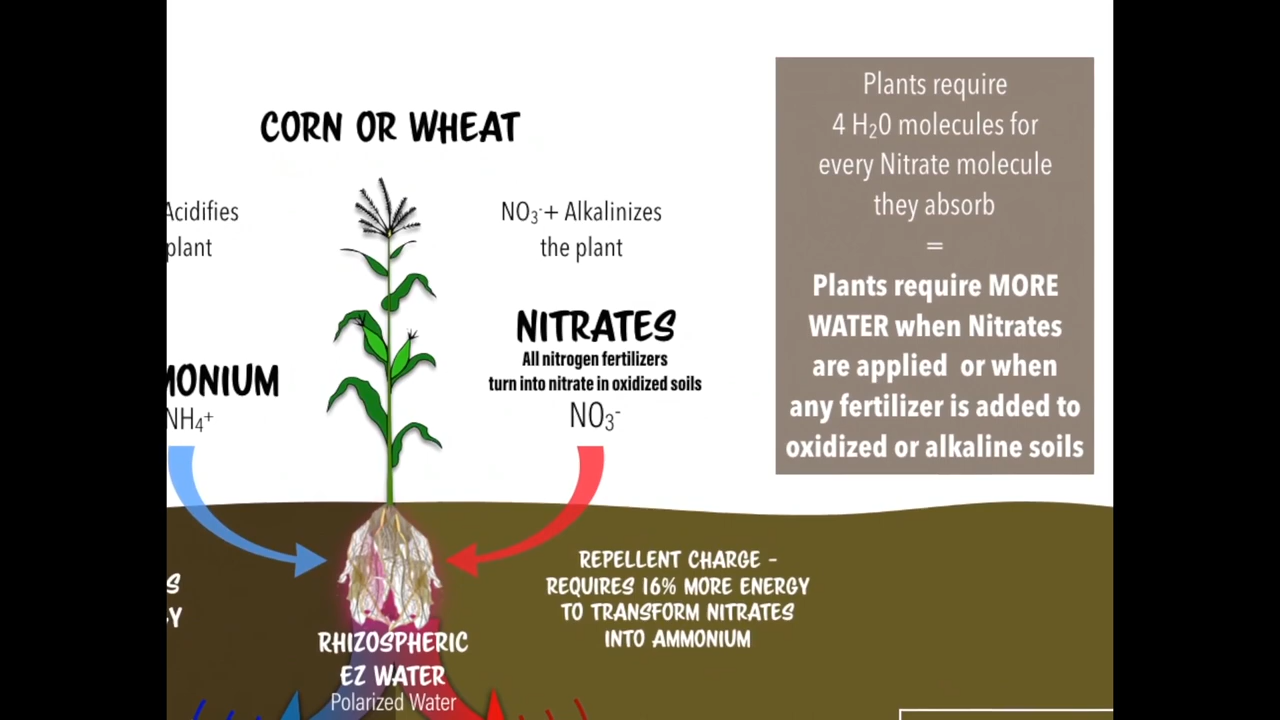 CORN OR WHEAT
Acidifies
plant
NO₃⁻+ Alkalinizes
the plant
NITRATES
All nitrogen fertilizers
turn into nitrate in oxidized soils
NO₃⁻
MONIUM
NH₄⁺
Plants require
4 H₂0 molecules for
every Nitrate molecule
they absorb
=
Plants require MORE
WATER when Nitrates
are applied or when
any fertilizer is added to
oxidized or alkaline soils
S
Y
REPELLENT CHARGE -
REQUIRES 16% MORE ENERGY
TO TRANSFORM NITRATES
INTO AMMONIUM
RHIZOSPHERIC
EZ WATER
Polarized Water